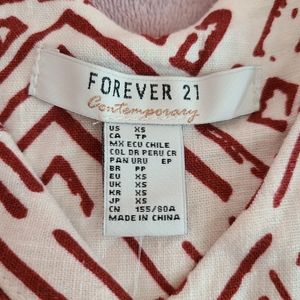 FOREVER 21
Contemporary
US XS
CA TP
MX ECU CHILE
COL DR PERU CR
PAN URU EP
BR PP
EU XS
UK XS
KR XS
JP XS
CN 155/80A
MADE IN CHINA